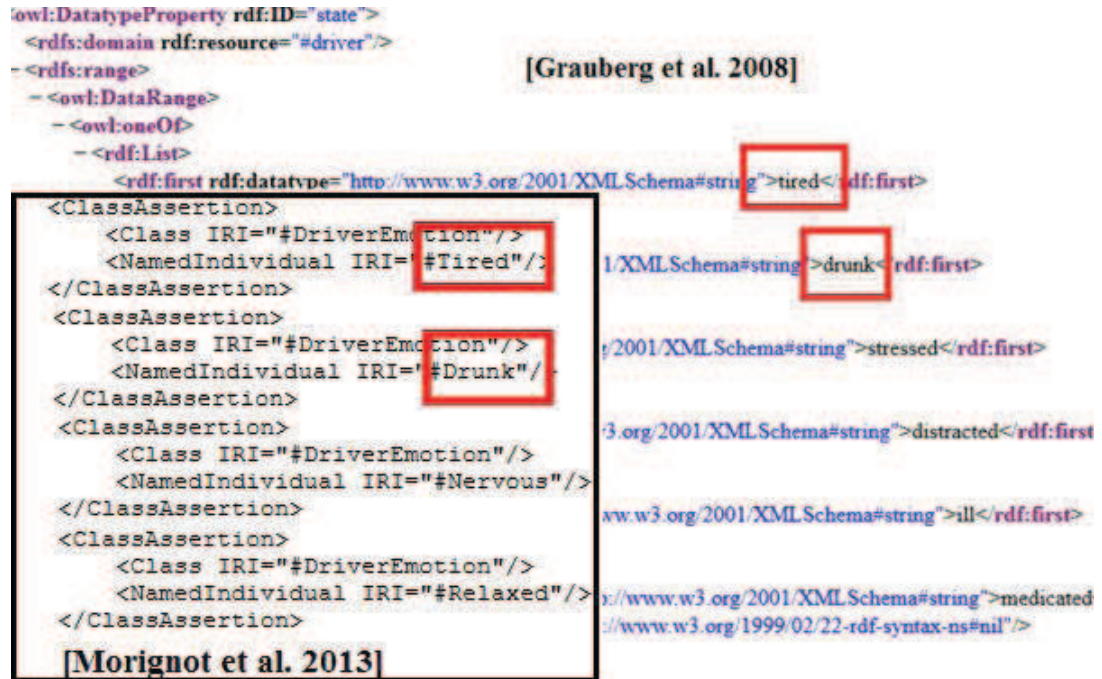 owl:DatatypeProperty rdf:ID="state">
<rdfs:domain rdf:resource="#driver"/>
- <rdfs:range>
[Grauberg et al. 2008]
- <owl:DataRange>
- <owl:oneOf>
- <rdf:List>
<rdf:first rdf:datatype="http://www.w3.org/2001/XMLSchema#string">tired</rdf:first>
<ClassAssertion>
<Class IRI="#DriverEmotion"/>
<NamedIndividual IRI="#Tired"/>
</ClassAssertion>
<ClassAssertion>
<Class IRI="#DriverEmotion"/>
<NamedIndividual IRI="#Drunk"/
</ClassAssertion>
<ClassAssertion>
<Class IRI="#DriverEmotion"/>
<NamedIndividual IRI="#Nervous"/>
</ClassAssertion>
<ClassAssertion>
<Class IRI="#DriverEmotion"/>
<NamedIndividual IRI="#Relaxed"/>
</ClassAssertion>
[Morignot et al. 2013]
1/XMLSchema#string">drunk<rdf:first>
/2001/XMLSchema#string">stressed</rdf:first>
3.org/2001/XMLSchema#string">distracted</rdf:first
ww.w3.org/2001/XMLSchema#string">ill</rdf:first>
://www.w3.org/2001/XMLSchema#string">medicated
://www.w3.org/1999/02/22-rdf-syntax-ns#nil"/>